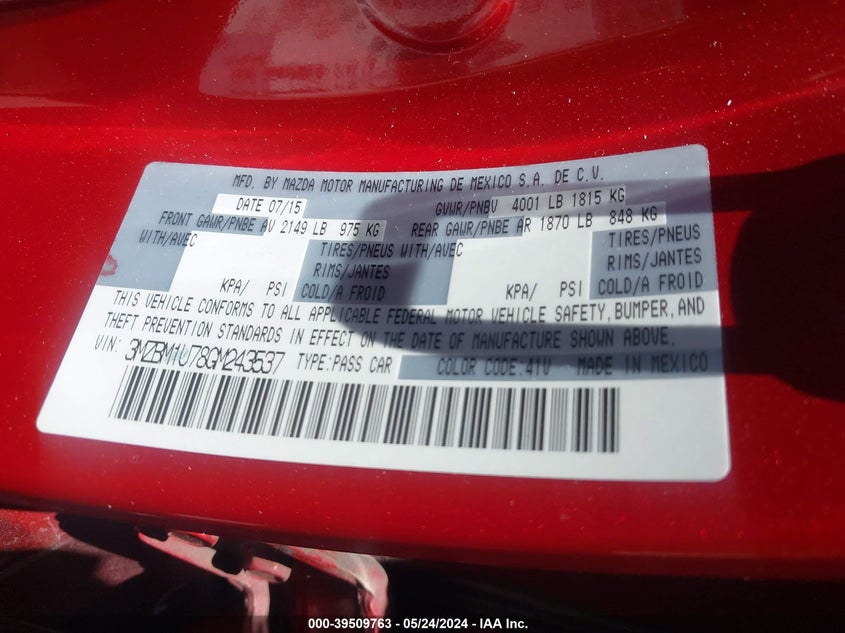 MFD. BY MAZDA MOTOR MANUFACTURING DE MEXICO S.A. DE C.V.
DATE 07/15 GVWR/PNBV 4001 LB 1815 KG
FRONT GAWR/PNBE AV 2149 LB 975 KG REAR GAWR/PNBE AR 1870 LB 848 KG
WITH/AVEC TIRES/PNEUS WITH/AVEC TIRES/PNEUS
RIMS/JANTES RIMS/JANTES
KPA/ PSI COLD/A FROID KPA/ PSI COLD/A FROID
THIS VEHICLE CONFORMS TO ALL APPLICABLE FEDERAL MOTOR VEHICLE SAFETY, BUMPER, AND
THEFT PREVENTION STANDARDS IN EFFECT ON THE DATE OF MANUFACTURE SHOWN ABOVE.
VIN: 3MZBM1U78GM243537 TYPE:PASS CAR COLOR CODE:41V MADE IN MEXICO
000-39509763 - 05/24/2024 - IAA Inc.